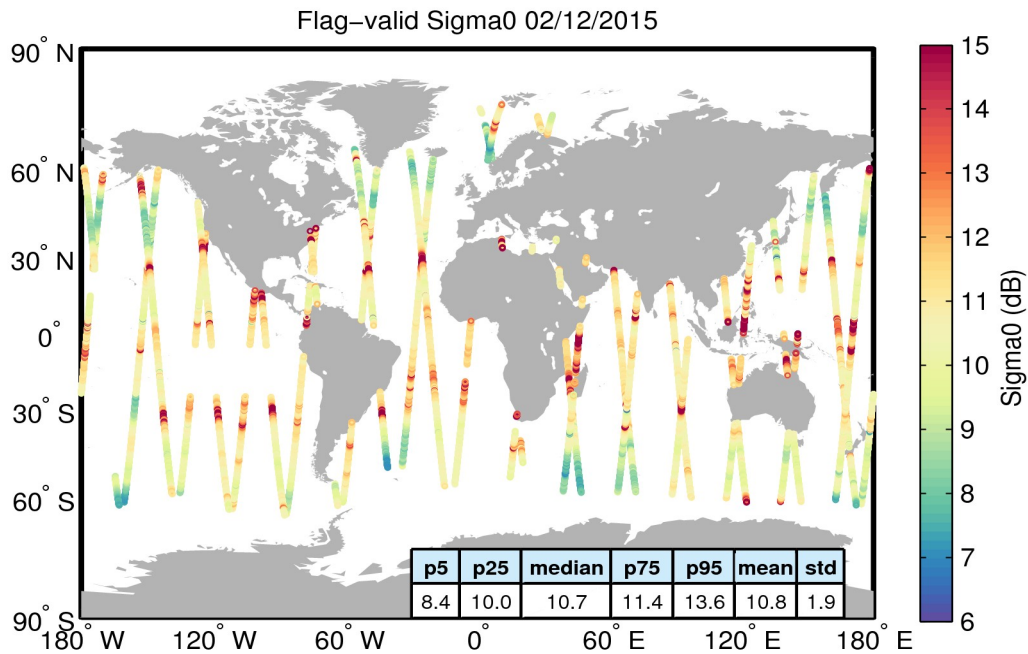 Flag−valid Sigma0 02/12/2015
90° N
60° N
30° N
0°
30° S
60° S
90° S
180° W
120° W
60° W
0°
60° E
120° E
180° E
15
14
13
12
11
10
9
8
7
6
Sigma0 (dB)
p5 p25 median p75 p95 mean std
8.4 10.0 10.7 11.4 13.6 10.8 1.9